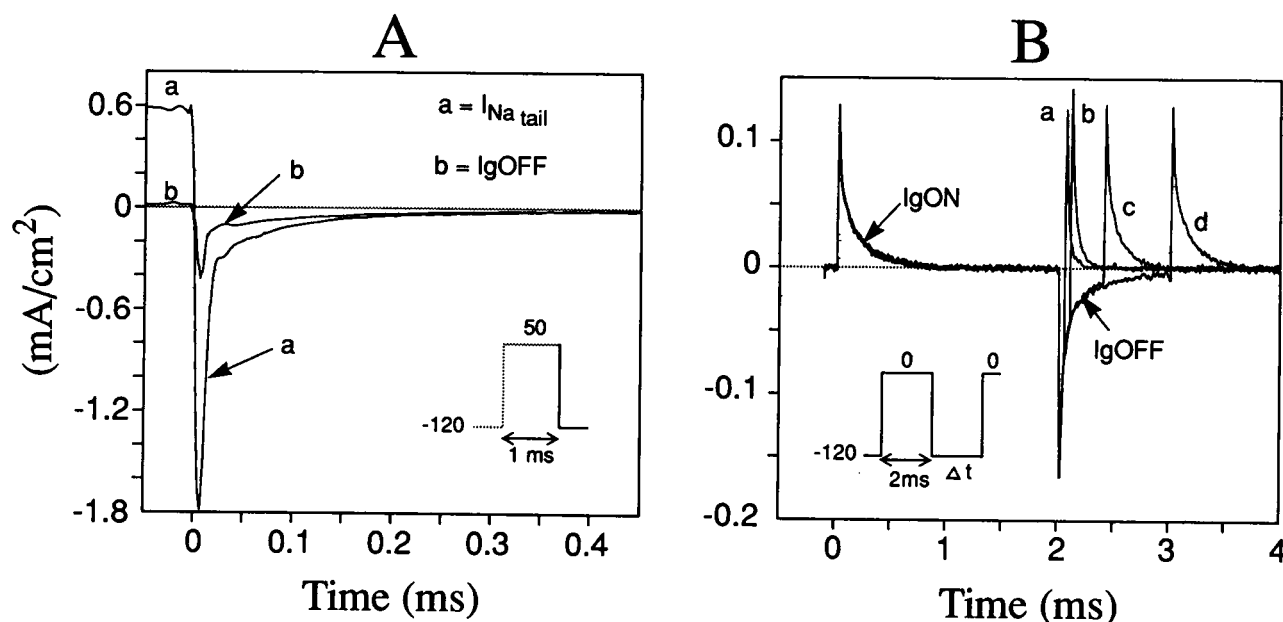 A
0.6
0
-0.6
-1.2
-1.8
(mA/cm²)
a
b
a = I_Na tail
b = IgOFF
b
a
50
-120
1 ms
0
0.1
0.2
0.3
0.4
Time (ms)
B
0.1
0
-0.1
-0.2
a
b
c
d
IgON
IgOFF
0
0
-120
2ms
Δt
0
1
2
3
4
Time (ms)